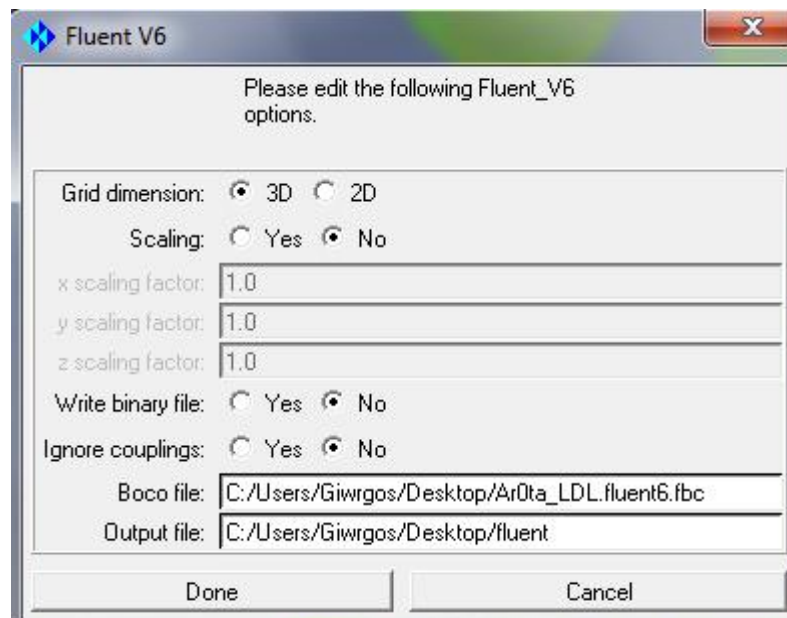 Fluent V6
Please edit the following Fluent_V6
options.
Grid dimension: 3D 2D
Scaling: Yes No
x scaling factor: 1.0
y scaling factor: 1.0
z scaling factor: 1.0
Write binary file: Yes No
Ignore couplings: Yes No
Boco file: C:/Users/Giwrgos/Desktop/Ar0ta_LDL.fluent6.fbc
Output file: C:/Users/Giwrgos/Desktop/fluent
Done Cancel